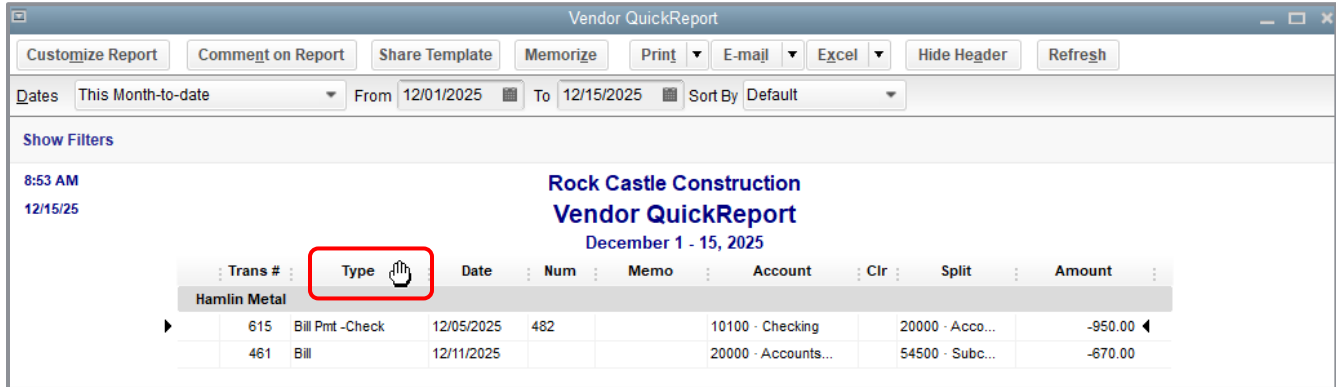 Vendor QuickReport
Customize Report Comment on Report Share Template Memorize Print E-mail Excel Hide Header Refresh
Dates This Month-to-date From 12/01/2025 To 12/15/2025 Sort By Default
Show Filters
8:53 AM
12/15/25
Rock Castle Construction
Vendor QuickReport
December 1 - 15, 2025
Trans # Type Date Num Memo Account Clr Split Amount
Hamlin Metal
615 Bill Pmt -Check 12/05/2025 482 10100 · Checking 20000 · Acco... -950.00
461 Bill 12/11/2025 20000 · Accounts... 54500 · Subc... -670.00